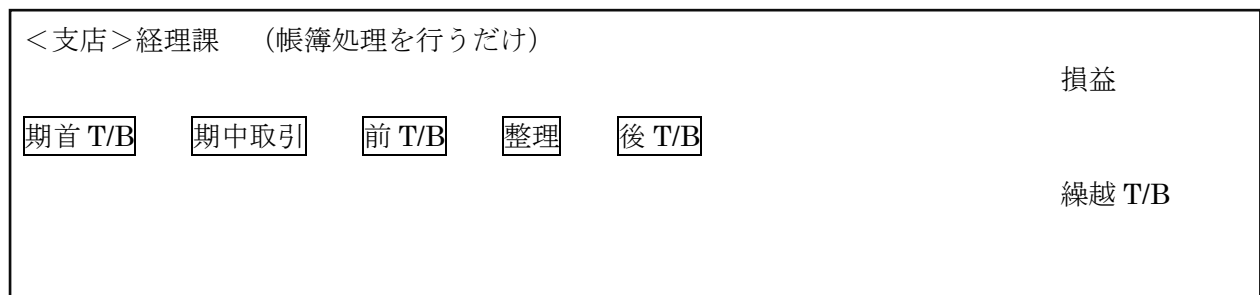 ＜支店＞経理課　（帳簿処理を行うだけ）
損益
期首 T/B　期中取引　前 T/B　整理　後 T/B
繰越 T/B